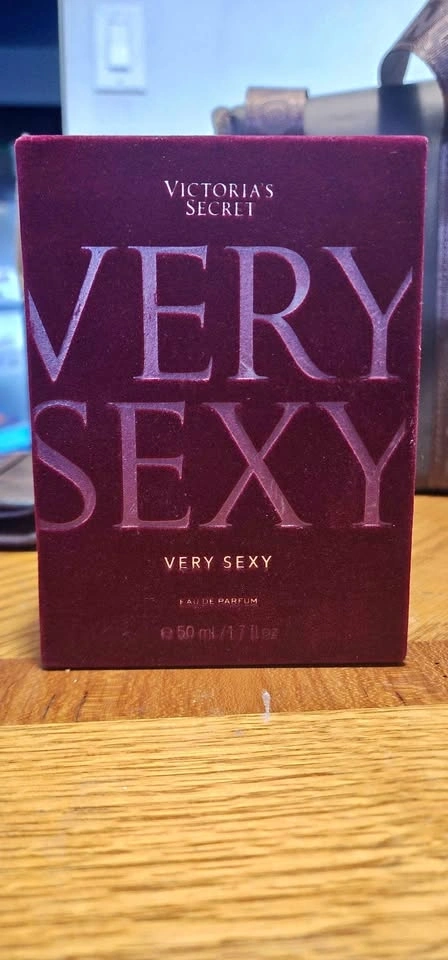 VICTORIA'S
SECRET
VERY
SEXY
VERY SEXY
EAU DE PARFUM
℮ 50 ml / 1.7 fl oz